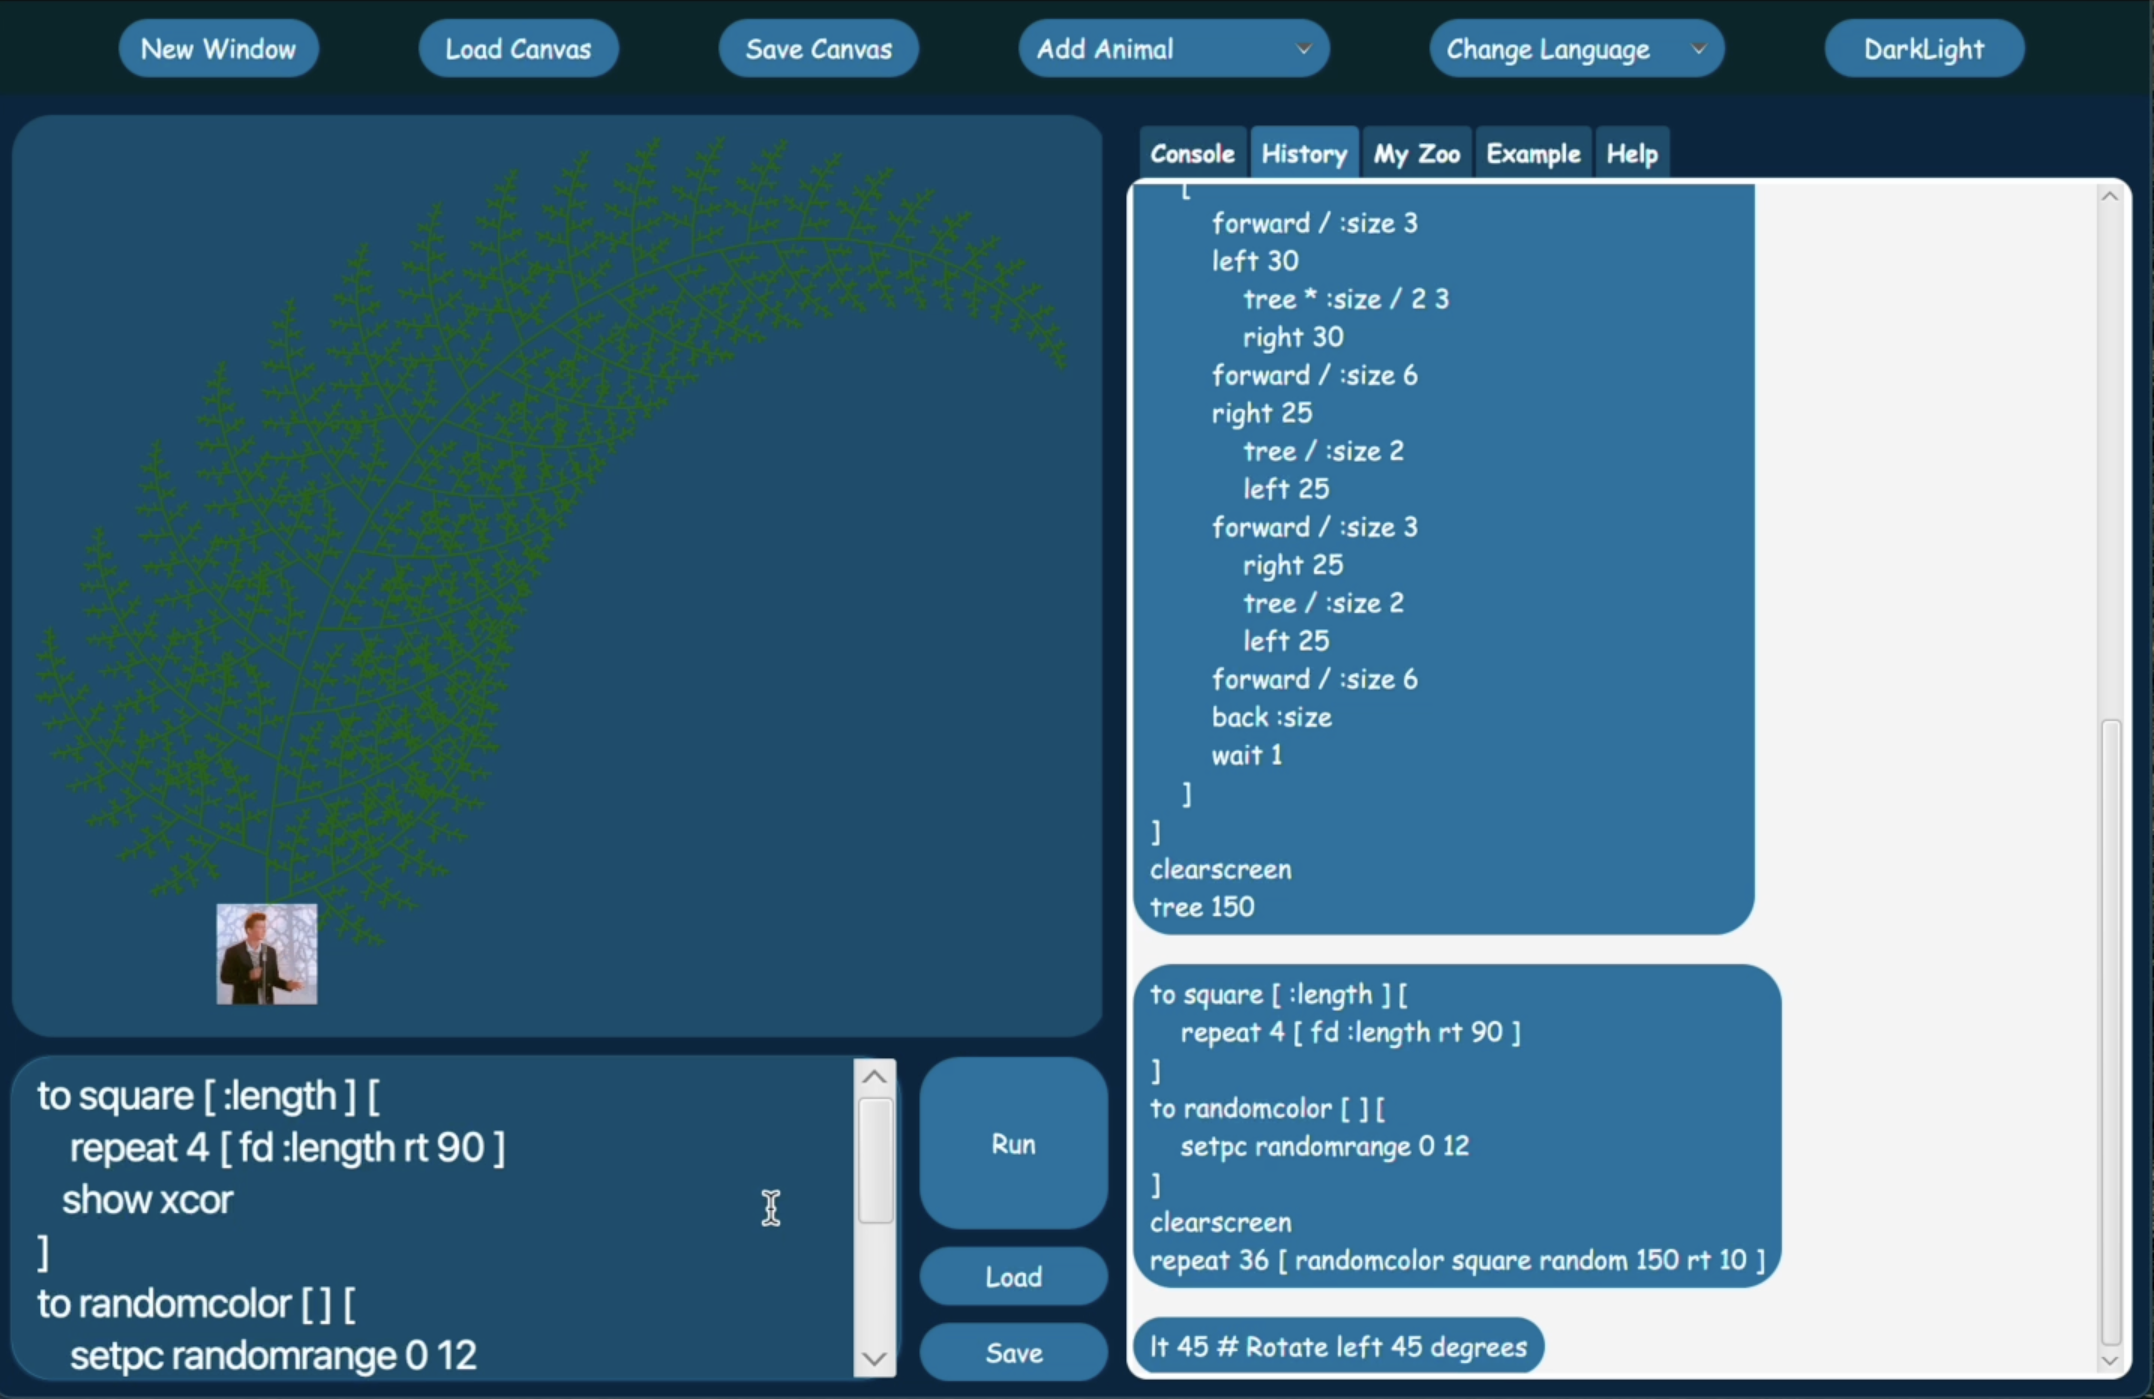 New Window
Load Canvas
Save Canvas
Add Animal
Change Language
DarkLight
Console
History
My Zoo
Example
Help
[
forward / :size 3
left 30
tree * :size / 2 3
right 30
forward / :size 6
right 25
tree / :size 2
left 25
forward / :size 3
right 25
tree / :size 2
left 25
forward / :size 6
back :size
wait 1
]
]
clearscreen
tree 150
to square [ :length ] [
repeat 4 [ fd :length rt 90 ]
]
to randomcolor [ ] [
setpc randomrange 0 12
]
clearscreen
repeat 36 [ randomcolor square random 150 rt 10 ]
lt 45 # Rotate left 45 degrees
to square [ :length ] [
repeat 4 [ fd :length rt 90 ]
show xcor
]
to randomcolor [ ] [
setpc randomrange 0 12
Run
Load
Save